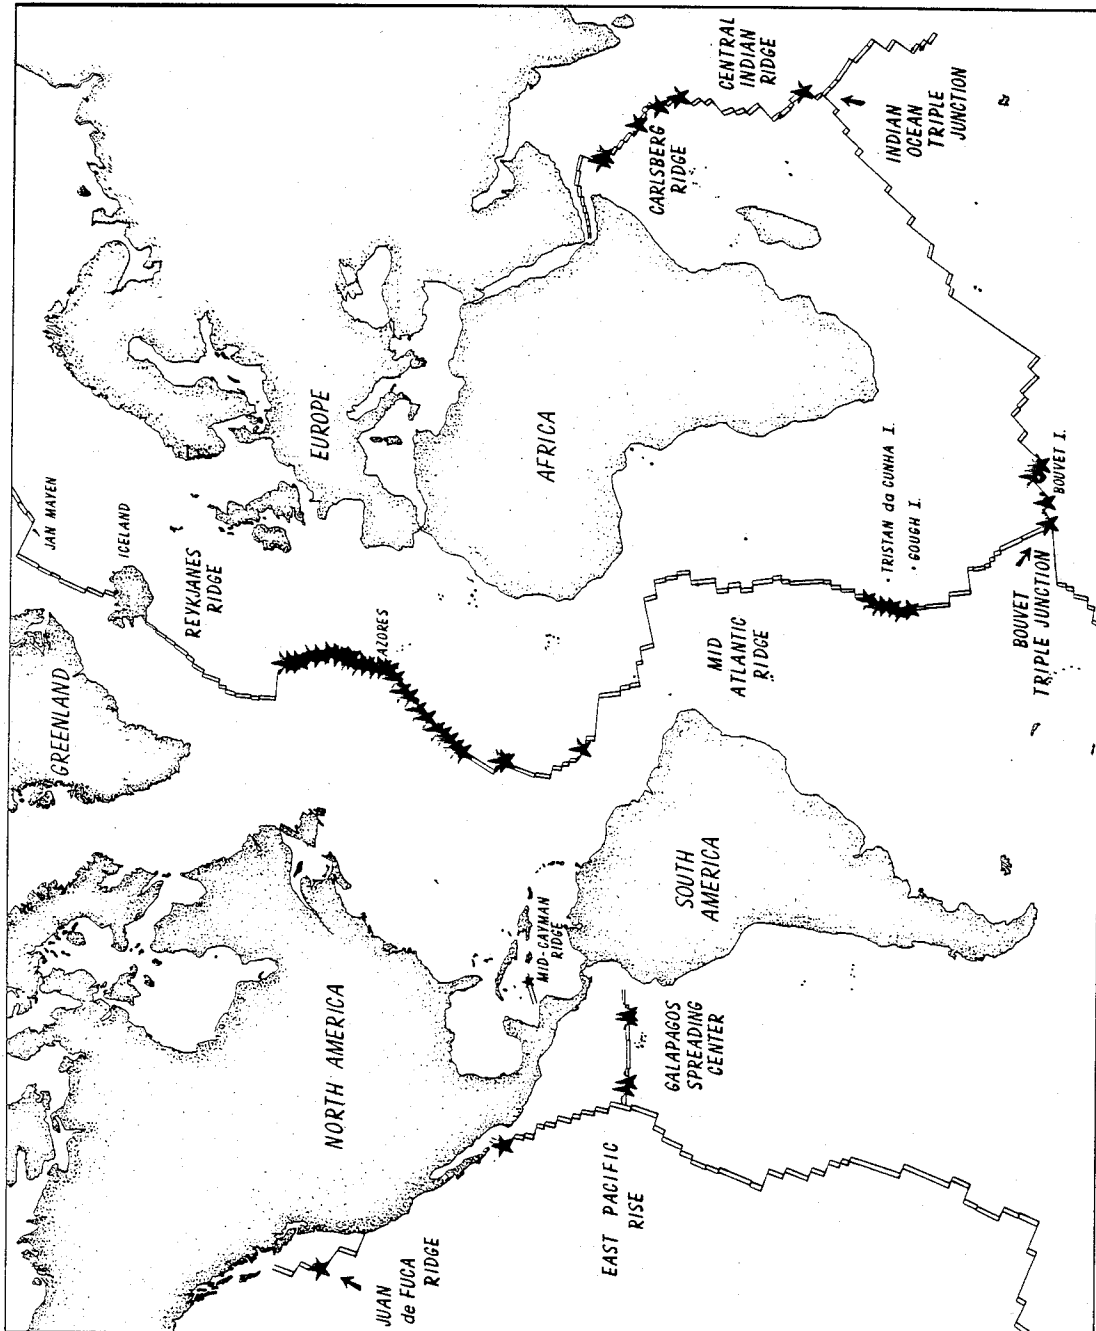 JAN MAYEN
ICELAND
GREENLAND
REYKJANES
RIDGE
EUROPE
AZORES
NORTH AMERICA
MID-CAYMAN
RIDGE
AFRICA
CARLSBERG
RIDGE
CENTRAL
INDIAN
RIDGE
INDIAN
OCEAN
TRIPLE
JUNCTION
JUAN
de FUCA
RIDGE
EAST PACIFIC
RISE
GALAPAGOS
SPREADING
CENTER
SOUTH
AMERICA
MID
ATLANTIC
RIDGE
TRISTAN da CUNHA I.
GOUGH I.
BOUVET
TRIPLE JUNCTION
BOUVET I.